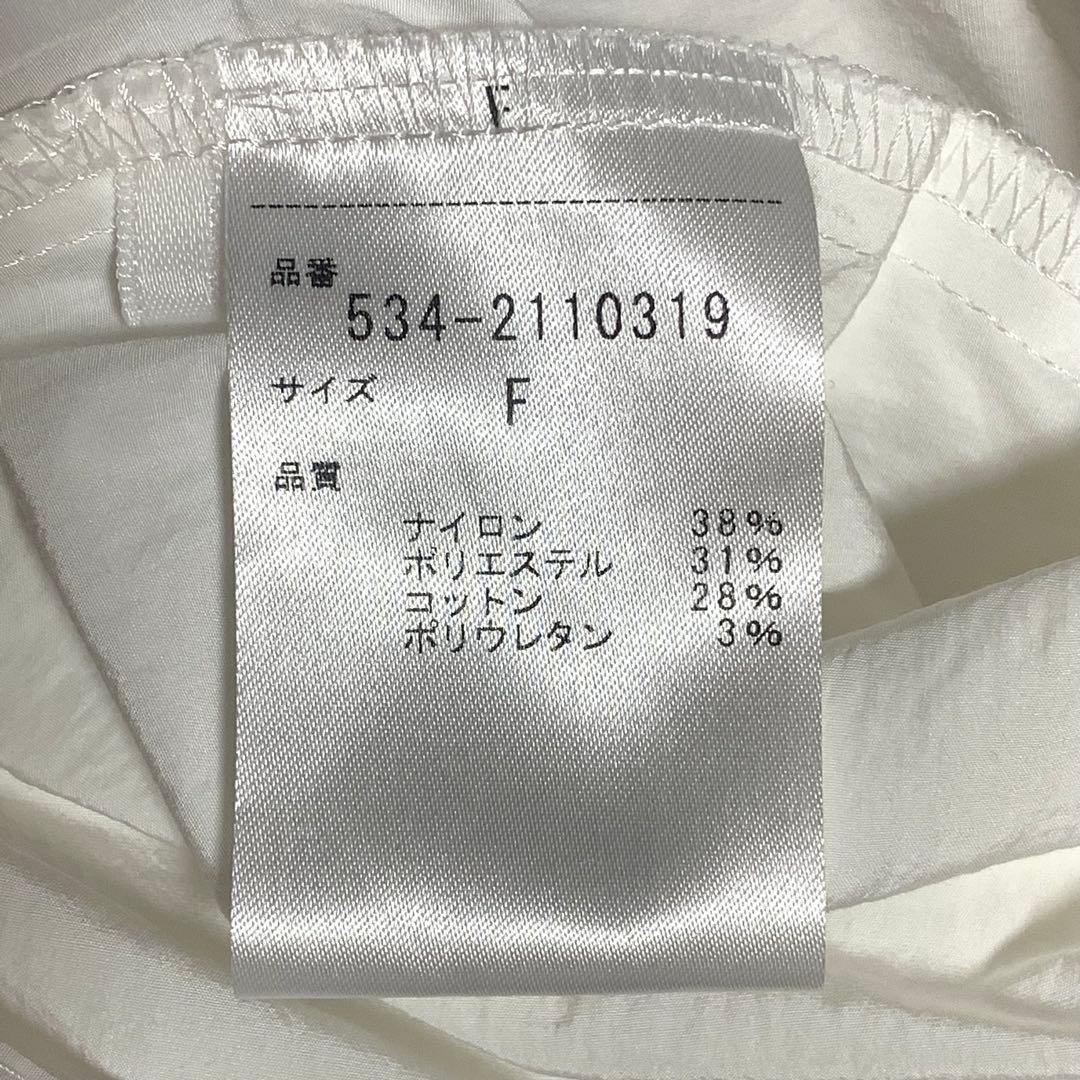 F
品番
534-2110319
サイズ F
品質
ナイロン 38%
ポリエステル 31%
コットン 28%
ポリウレタン 3%